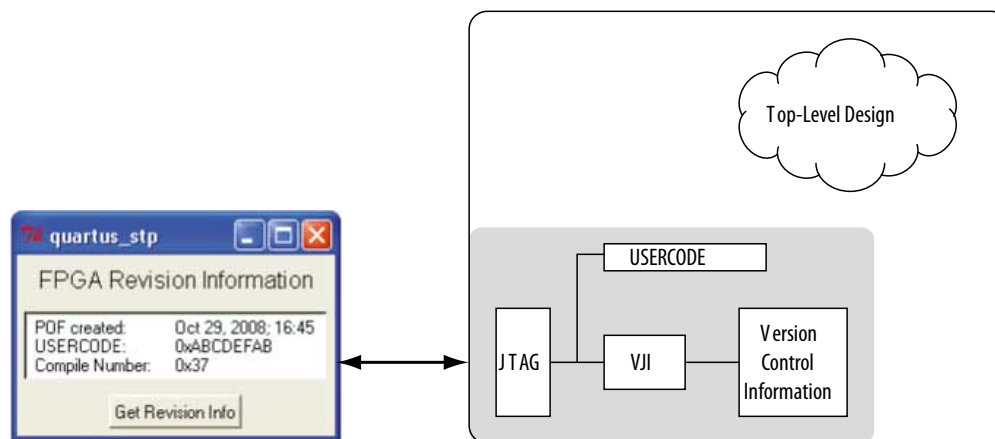 Top-Level Design
quartus_stp
FPGA Revision Information
POF created: Oct 29, 2008; 16:45
USERCODE: 0xABCDEFAB
Compile Number: 0x37
Get Revision Info
USERCODE
JTAG
VJI
Version
Control
Information